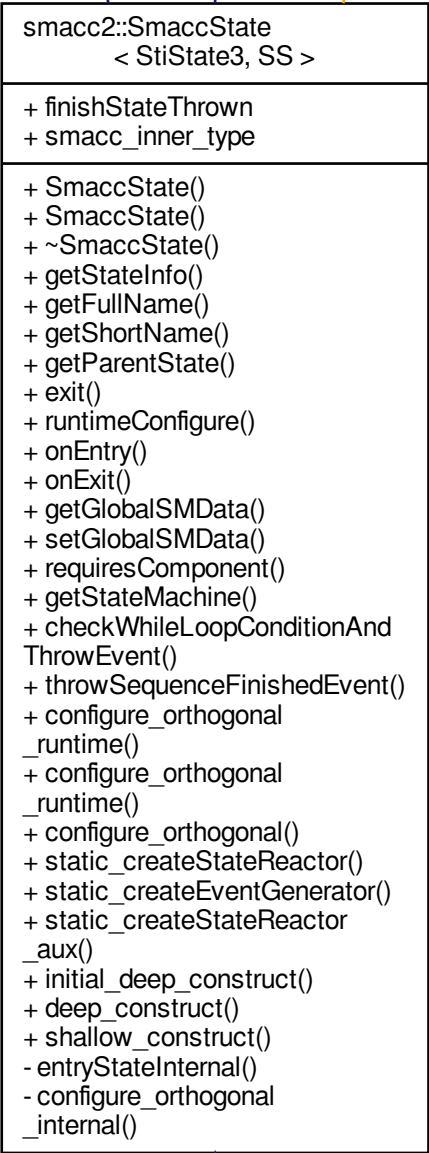 smacc2::SmaccState
< StiState3, SS >
+ finishStateThrown
+ smacc_inner_type
+ SmaccState()
+ SmaccState()
+ ~SmaccState()
+ getStateInfo()
+ getFullName()
+ getShortName()
+ getParentState()
+ exit()
+ runtimeConfigure()
+ onEntry()
+ onExit()
+ getGlobalSMData()
+ setGlobalSMData()
+ requiresComponent()
+ getStateMachine()
+ checkWhileLoopConditionAnd
ThrowEvent()
+ throwSequenceFinishedEvent()
+ configure_orthogonal
_runtime()
+ configure_orthogonal
_runtime()
+ configure_orthogonal()
+ static_createStateReactor()
+ static_createEventGenerator()
+ static_createStateReactor
_aux()
+ initial_deep_construct()
+ deep_construct()
+ shallow_construct()
- entryStateInternal()
- configure_orthogonal
_internal()